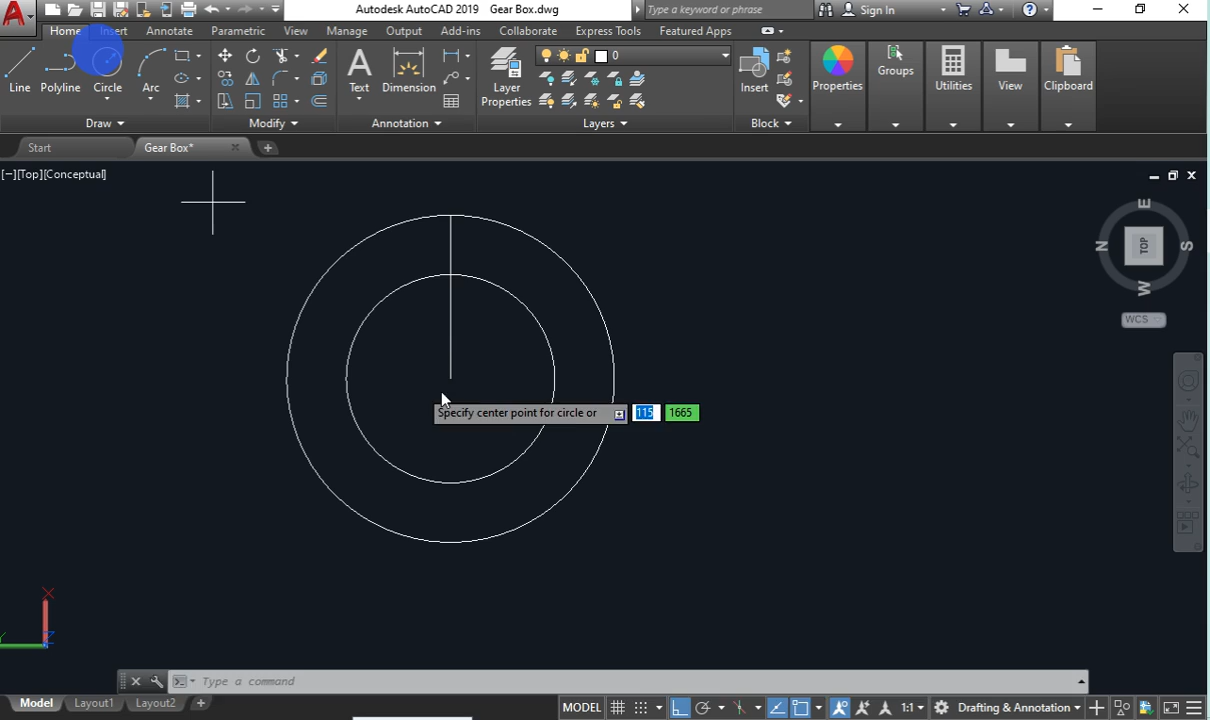 Autodesk AutoCAD 2019 Gear Box.dwg
Type a keyword or phrase
Sign In
Home Insert Annotate Parametric View Manage Output Add-ins Collaborate Express Tools Featured Apps
Line Polyline Circle Arc
Text Dimension
Layer Properties
0
Insert
Properties
Groups
Utilities
View
Clipboard
Draw Modify Annotation Layers Block
Start Gear Box*
[−][Top][Conceptual]
E
N TOP S
W
WCS
Specify center point for circle or 115 1665
X
Y
Z
Type a command
Model Layout1 Layout2
MODEL 1:1 Drafting & Annotation